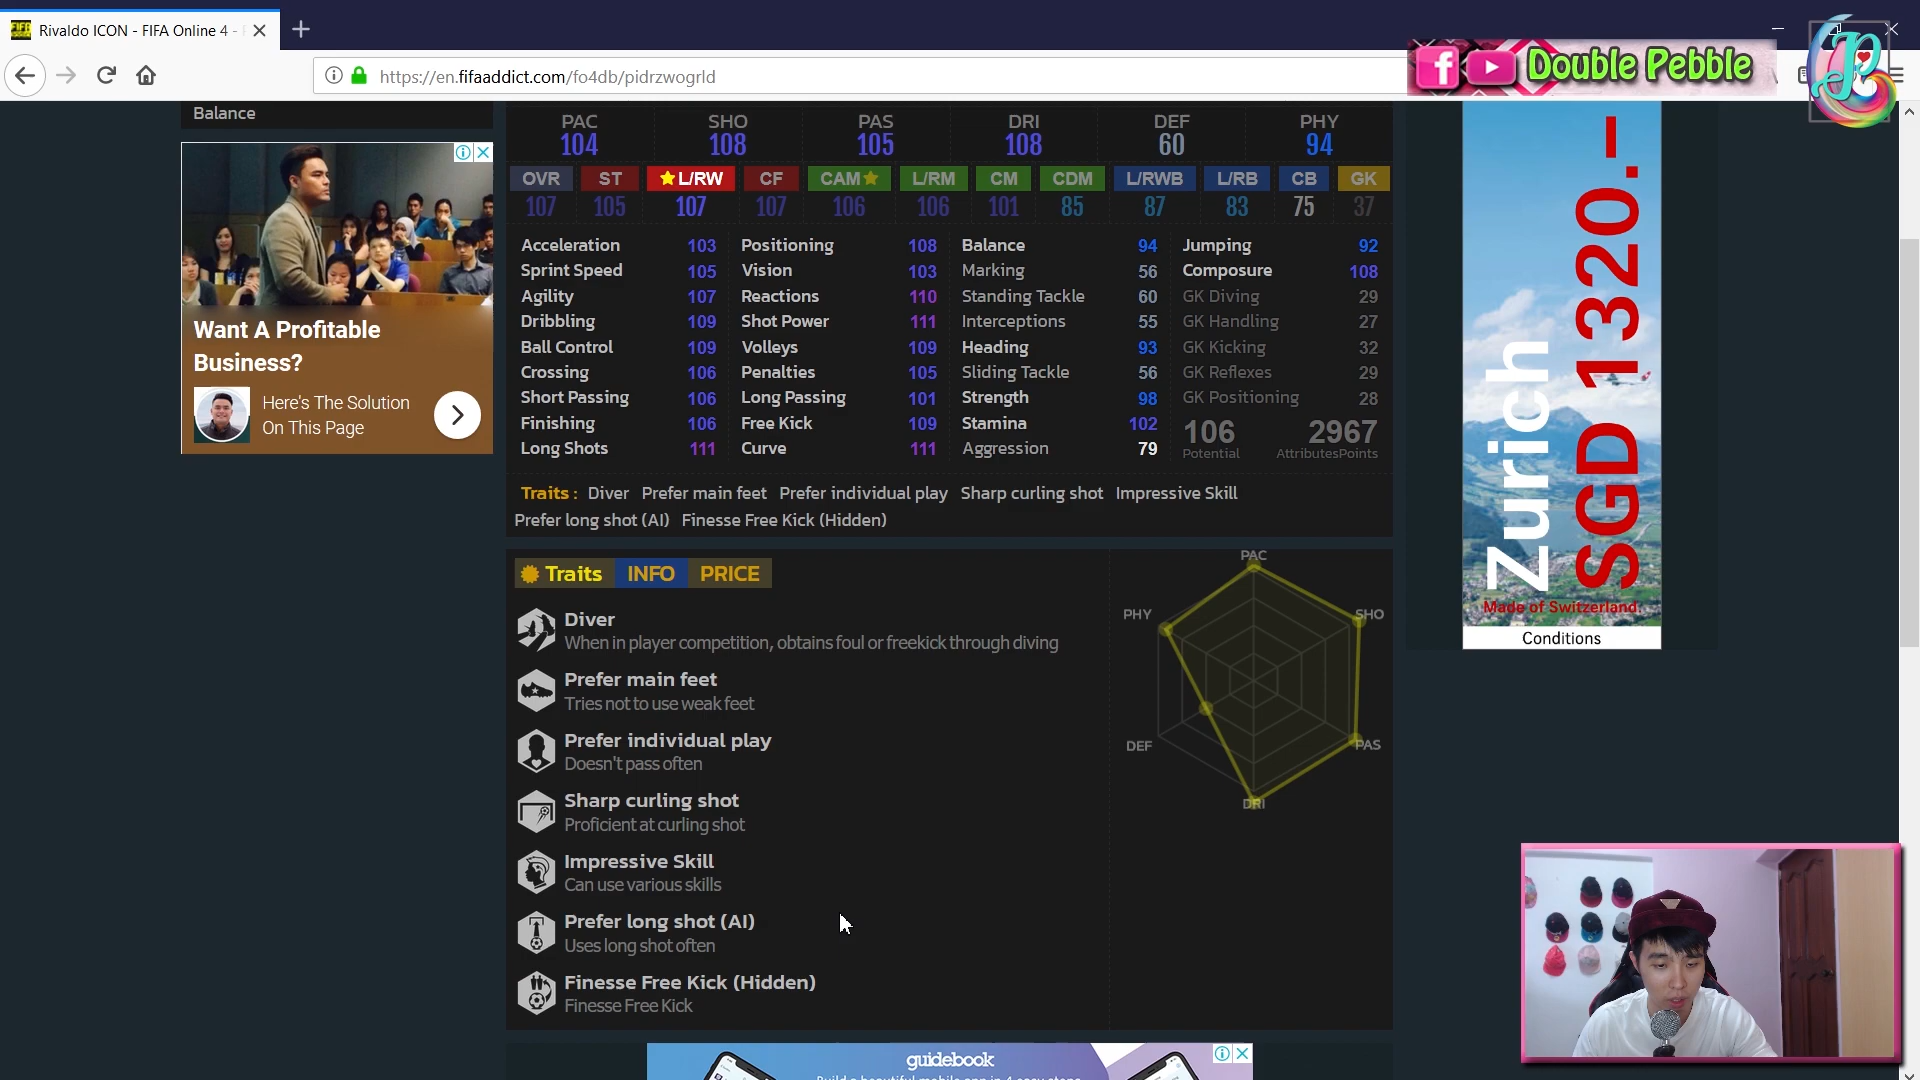 Rivaldo ICON - FIFA Online 4 -
https://en.fifaaddict.com/fo4db/pidrzwogrld
Double Pebble
Balance
PAC SHO PAS DRI DEF PHY
104 108 105 108 60 94
OVR ST L/RW CF CAM L/RM CM CDM L/RWB L/RB CB GK
107 105 107 107 106 106 101 85 87 83 75 37
Acceleration 103 Positioning 108 Balance 94 Jumping 92
Sprint Speed 105 Vision 103 Marking 56 Composure 108
Agility 107 Reactions 110 Standing Tackle 60 GK Diving 29
Dribbling 109 Shot Power 111 Interceptions 55 GK Handling 27
Ball Control 109 Volleys 109 Heading 93 GK Kicking 32
Crossing 106 Penalties 105 Sliding Tackle 56 GK Reflexes 29
Short Passing 106 Long Passing 101 Strength 98 GK Positioning 28
Finishing 106 Free Kick 109 Stamina 102 106 2967
Long Shots 111 Curve 111 Aggression 79 Potential AttributesPoints
Traits : Diver Prefer main feet Prefer individual play Sharp curling shot Impressive Skill
Prefer long shot (AI) Finesse Free Kick (Hidden)
Traits INFO PRICE
Diver
When in player competition, obtains foul or freekick through diving
Prefer main feet
Tries not to use weak feet
Prefer individual play
Doesn't pass often
Sharp curling shot
Proficient at curling shot
Impressive Skill
Can use various skills
Prefer long shot (AI)
Uses long shot often
Finesse Free Kick (Hidden)
Finesse Free Kick
PAC
PHY SHO
DEF PAS
DRI
Want A Profitable
Business?
Here's The Solution
On This Page
Zurich
SGD 1320.–
Made of Switzerland.
Conditions
guidebook
Build a beautiful mobile app in 4 easy steps